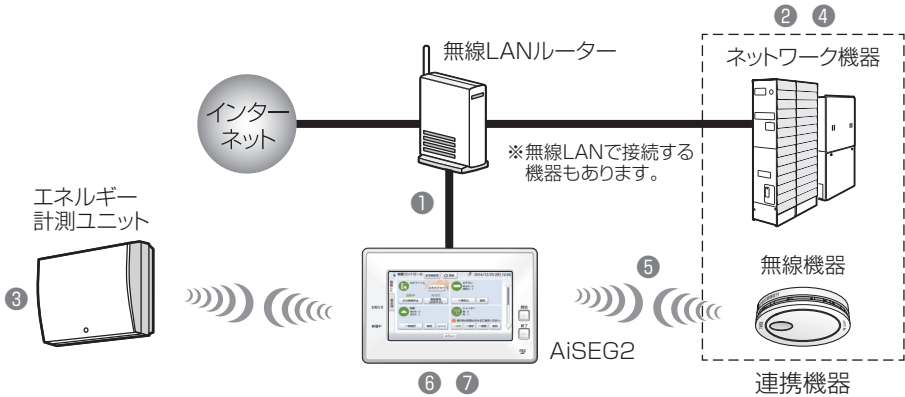 ❷ ❹
無線LANルーター
ネットワーク機器
インター
ネット
※無線LANで接続する
機器もあります。
❶
エネルギー
計測ユニット
❸
❺
無線機器
AiSEG2
❻ ❼
連携機器